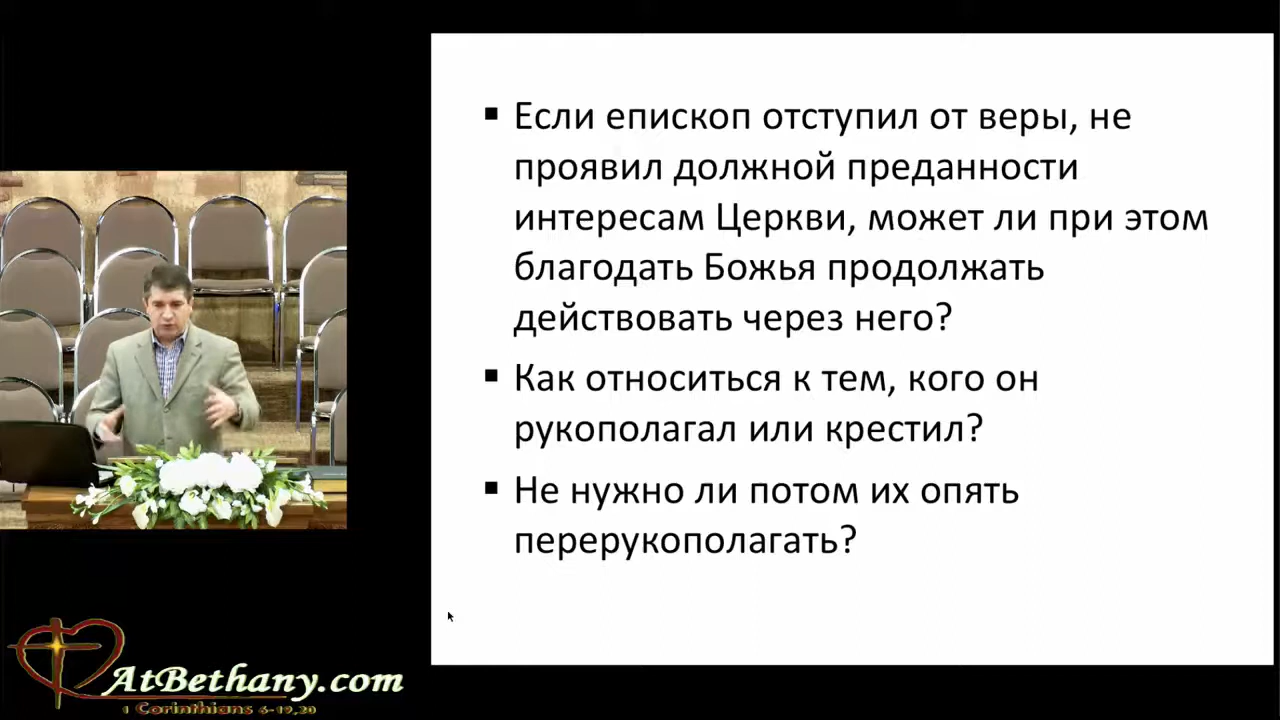 ▪ Если епископ отступил от веры, не
проявил должной преданности
интересам Церкви, может ли при этом
благодать Божья продолжать
действовать через него?
▪ Как относиться к тем, кого он
рукополагал или крестил?
▪ Не нужно ли потом их опять
перерукополагать?
AtBethany.com
1 Corinthians 6-19,20